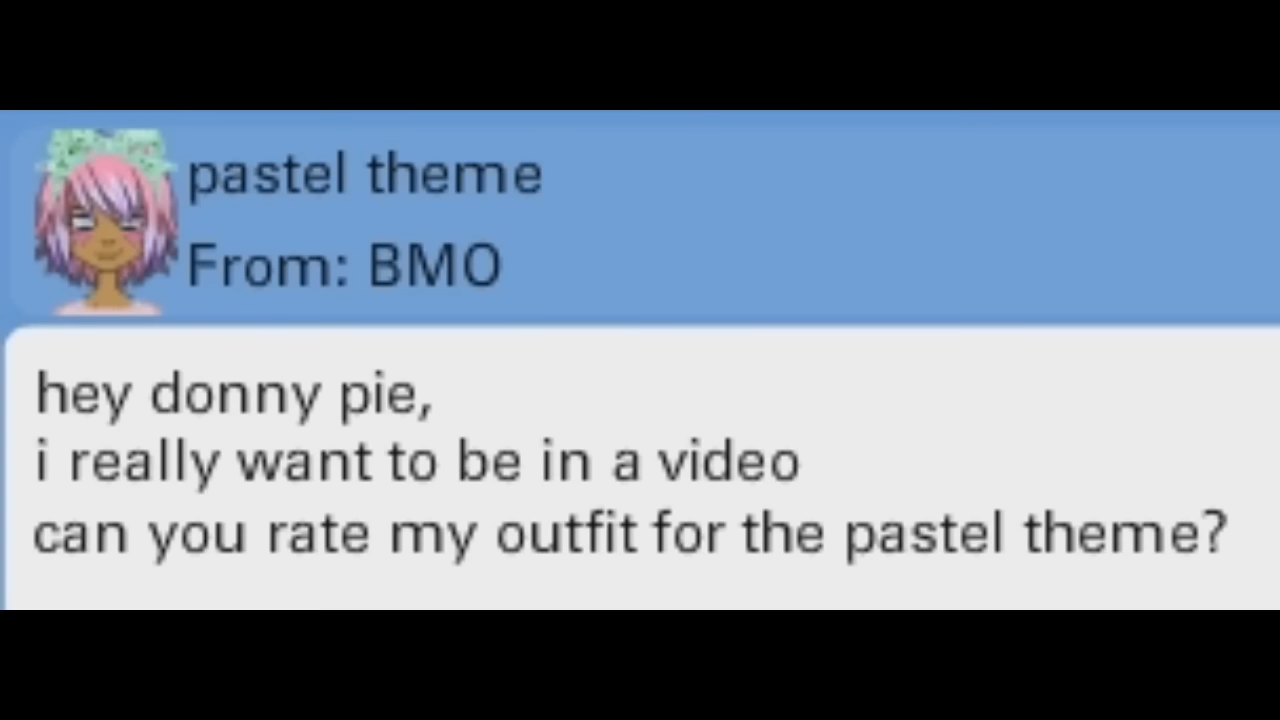 pastel theme
From: BMO
hey donny pie,
i really want to be in a video
can you rate my outfit for the pastel theme?